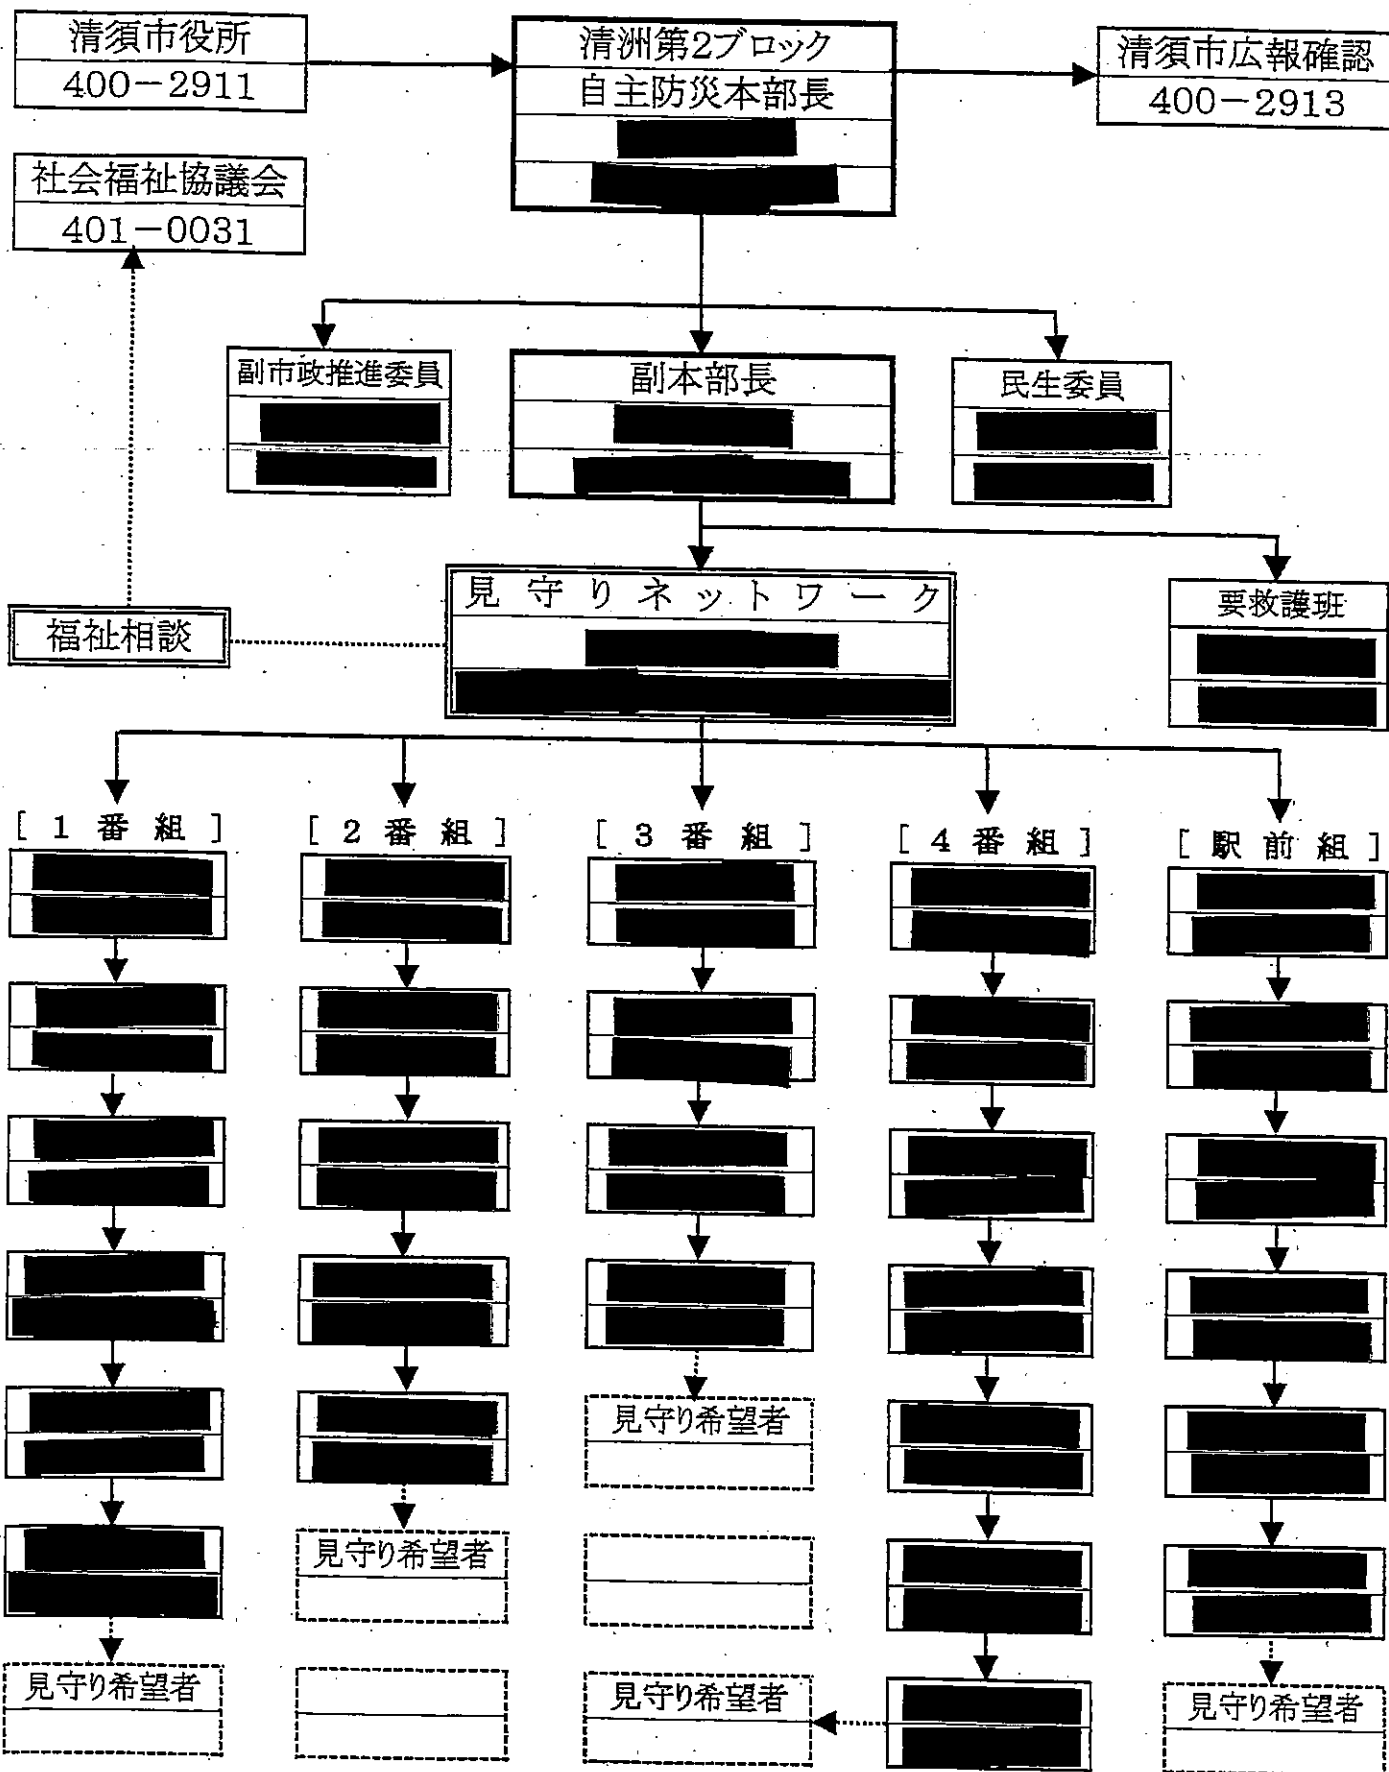 清須市役所
400-2911
清洲第2ブロック
自主防災本部長
清須市広報確認
400-2913
社会福祉協議会
401-0031
副市政推進委員
副本部長
民生委員
見守りネットワーク
要救護班
福祉相談
[1番組]
[2番組]
[3番組]
[4番組]
[駅前組]
見守り希望者
見守り希望者
見守り希望者
見守り希望者
見守り希望者